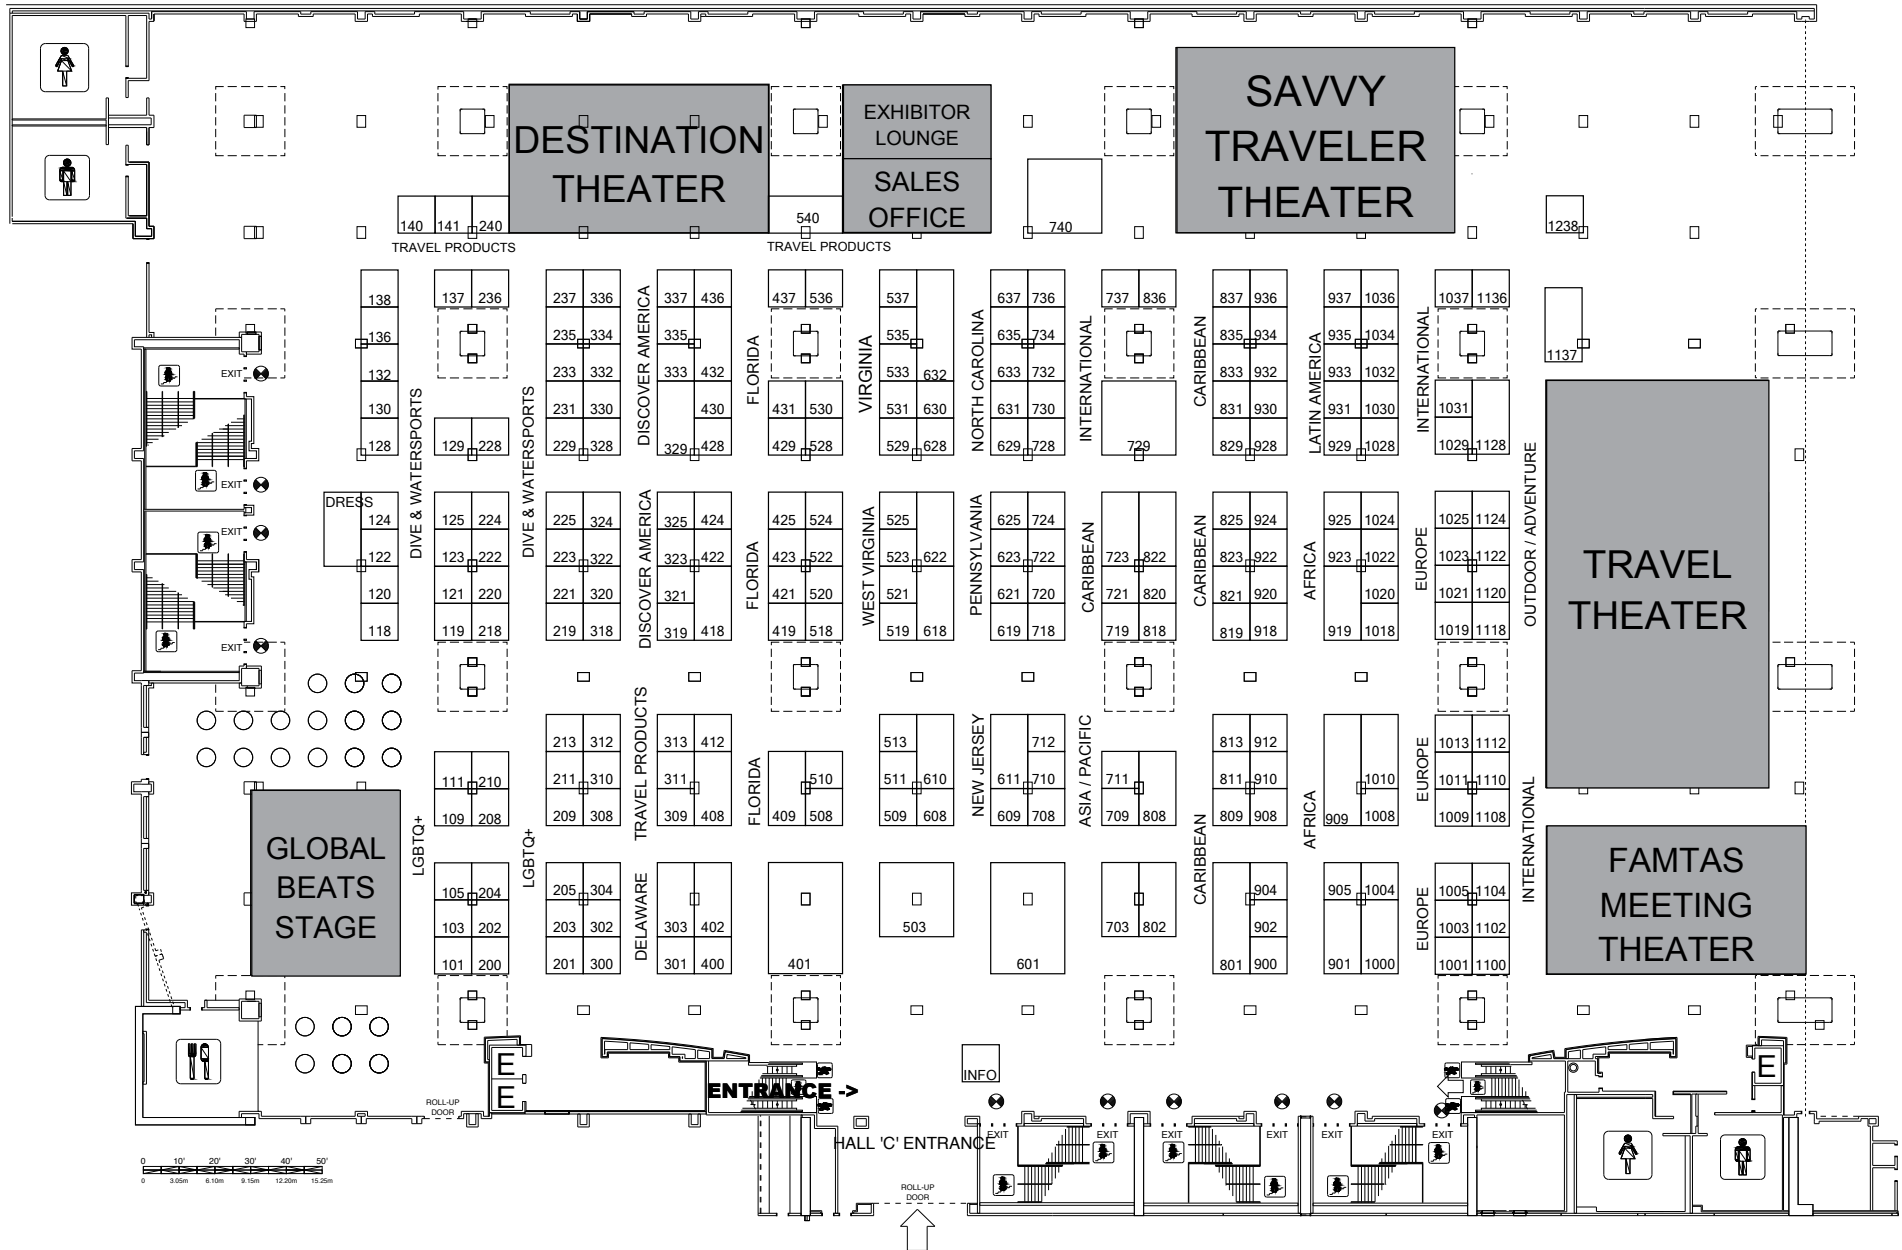 DESTINATION
THEATER
EXHIBITOR
LOUNGE
SALES
OFFICE
SAVVY
TRAVELER
THEATER
140 141 240
540
740
1238
TRAVEL PRODUCTS
TRAVEL PRODUCTS
138 137 236 237 336 337 436 437 536 537 637 736 737 836 837 936 937 1036 1037 1136
136 235 334 335 535 635 734 835 934 935 1034
1137
132 233 332 333 432 533 632 633 732 833 932 933 1032
130 231 330 430 431 530 531 630 631 730 831 930 931 1030 1031
128 129 228 229 328 329 428 429 528 529 628 629 728 729 829 928 929 1028 1029 1128
DIVE & WATERSPORTS
DIVE & WATERSPORTS
DISCOVER AMERICA
FLORIDA
VIRGINIA
NORTH CAROLINA
INTERNATIONAL
CARIBBEAN
LATIN AMERICA
INTERNATIONAL
OUTDOOR / ADVENTURE
EXIT
EXIT
EXIT
EXIT
DRESS
124 125 224 225 324 325 424 425 524 525 625 724 825 924 925 1024 1025 1124
122 123 222 223 322 323 422 423 522 523 622 623 722 723 822 823 922 923 1022 1023 1122
120 121 220 221 320 321 421 520 521 621 720 721 820 821 920 1020 1021 1120
118 119 218 219 318 319 418 419 518 519 618 619 718 719 818 819 918 919 1018 1019 1118
DISCOVER AMERICA
FLORIDA
WEST VIRGINIA
PENNSYLVANIA
CARIBBEAN
CARIBBEAN
AFRICA
EUROPE
TRAVEL
THEATER
213 312 313 412 513 712 813 912 1013 1112
111 210 211 310 311 510 511 610 611 710 711 811 910 1010 1011 1110
109 208 209 308 309 408 409 508 509 608 609 708 709 808 809 908 909 1008 1009 1108
LGBTQ+
LGBTQ+
TRAVEL PRODUCTS
FLORIDA
NEW JERSEY
ASIA / PACIFIC
CARIBBEAN
AFRICA
EUROPE
INTERNATIONAL
GLOBAL
BEATS
STAGE
FAMTAS
MEETING
THEATER
105 204 205 304 904 905 1004 1005 1104
103 202 203 302 303 402 503 703 802 902 1003 1102
101 200 201 300 301 400 401 601 801 900 901 1000 1001 1100
DELAWARE
EUROPE
E
E
E
INFO
ENTRANCE ->
ROLL-UP
DOOR
HALL 'C' ENTRANCE
EXIT
EXIT
EXIT
EXIT
EXIT
EXIT
ROLL-UP
DOOR
0 10' 20' 30' 40' 50'
0 3.05m 6.10m 9.15m 12.20m 15.25m